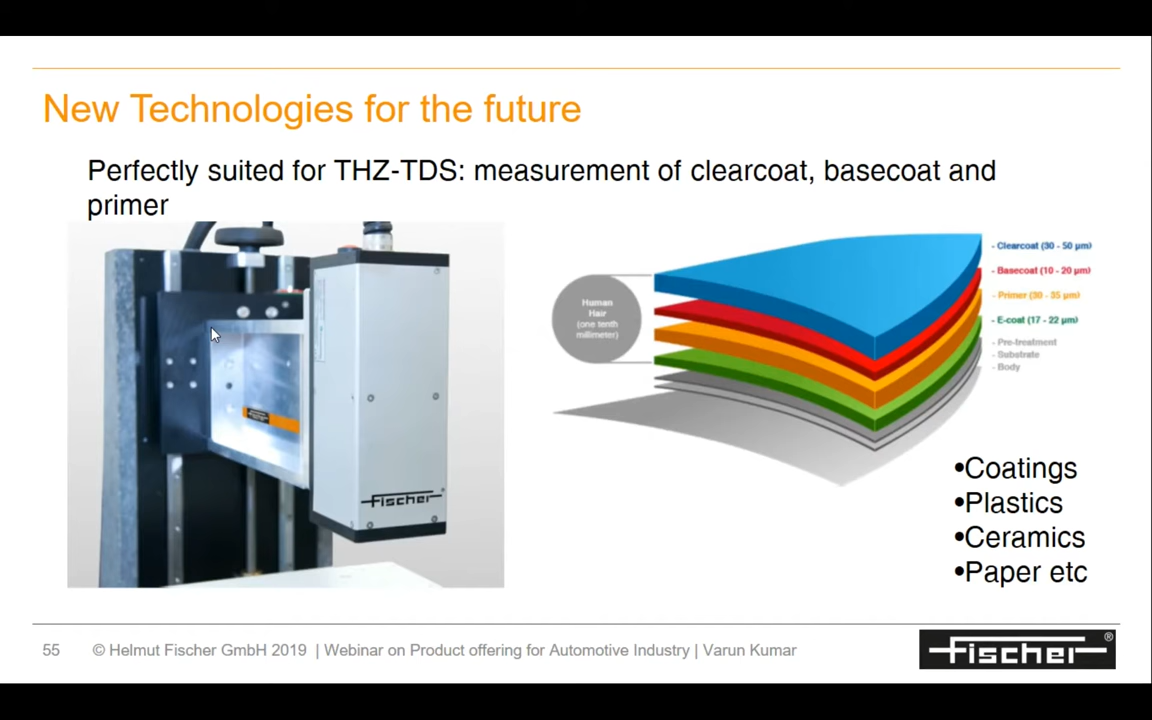 New Technologies for the future
Perfectly suited for THZ-TDS: measurement of clearcoat, basecoat and
primer
Fischer
Human
Hair
(one tenth
millimeter)
- Clearcoat (30 - 50 µm)
- Basecoat (10 - 20 µm)
- Primer (30 - 35 µm)
- E-coat (17 - 22 µm)
- Pre-treatment
- Substrate
- Body
•Coatings
•Plastics
•Ceramics
•Paper etc
55 © Helmut Fischer GmbH 2019 | Webinar on Product offering for Automotive Industry | Varun Kumar
Fischer®